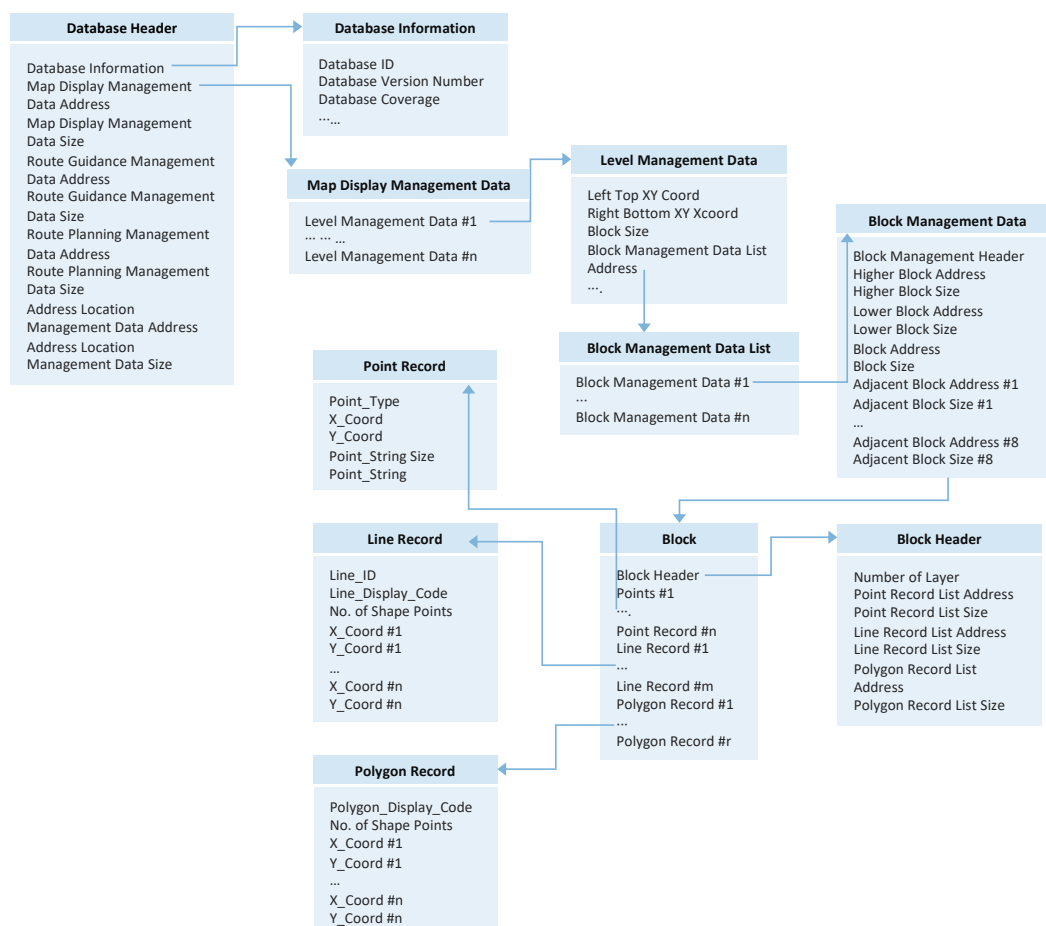 Database Header
Database Information
Map Display Management
Data Address
Map Display Management
Data Size
Route Guidance Management
Data Address
Route Guidance Management
Data Size
Route Planning Management
Data Address
Route Planning Management
Data Size
Address Location
Management Data Address
Address Location
Management Data Size
Database Information
Database ID
Database Version Number
Database Coverage
...…
Map Display Management Data
Level Management Data #1
... ... …
Level Management Data #n
Level Management Data
Left Top XY Coord
Right Bottom XY Xcoord
Block Size
Block Management Data List
Address
….
Block Management Data List
Block Management Data #1
...
Block Management Data #n
Block Management Data
Block Management Header
Higher Block Address
Higher Block Size
Lower Block Address
Lower Block Size
Block Address
Block Size
Adjacent Block Address #1
Adjacent Block Size #1
...
Adjacent Block Address #8
Adjacent Block Size #8
Point Record
Point_Type
X_Coord
Y_Coord
Point_String Size
Point_String
Line Record
Line_ID
Line_Display_Code
No. of Shape Points
X_Coord #1
Y_Coord #1
...
X_Coord #n
Y_Coord #n
Block
Block Header
Points #1
….
Point Record #n
Line Record #1
...
Line Record #m
Polygon Record #1
...
Polygon Record #r
Block Header
Number of Layer
Point Record List Address
Point Record List Size
Line Record List Address
Line Record List Size
Polygon Record List
Address
Polygon Record List Size
Polygon Record
Polygon_Display_Code
No. of Shape Points
X_Coord #1
Y_Coord #1
...
X_Coord #n
Y_Coord #n